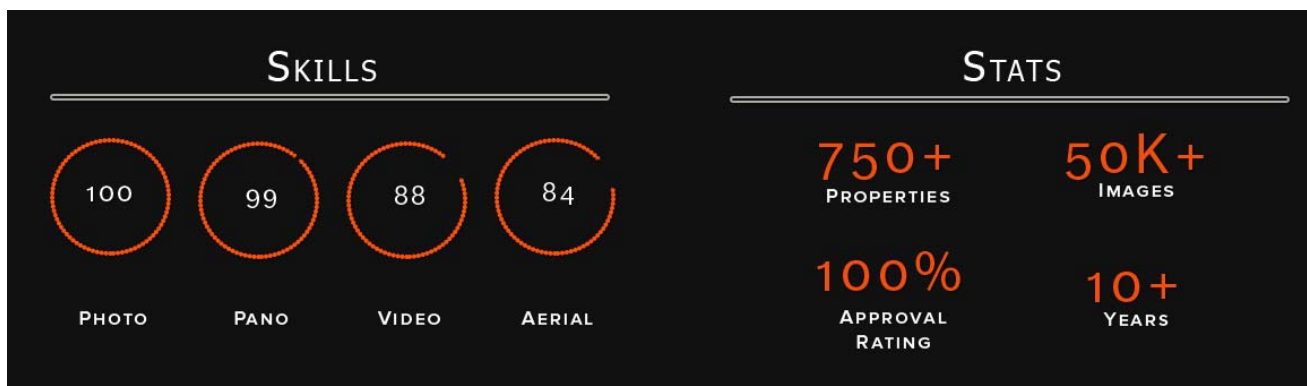 Skills
100 99 88 84
Photo Pano Video Aerial
Stats
750+ 50K+
Properties Images
100% 10+
Approval Years
Rating